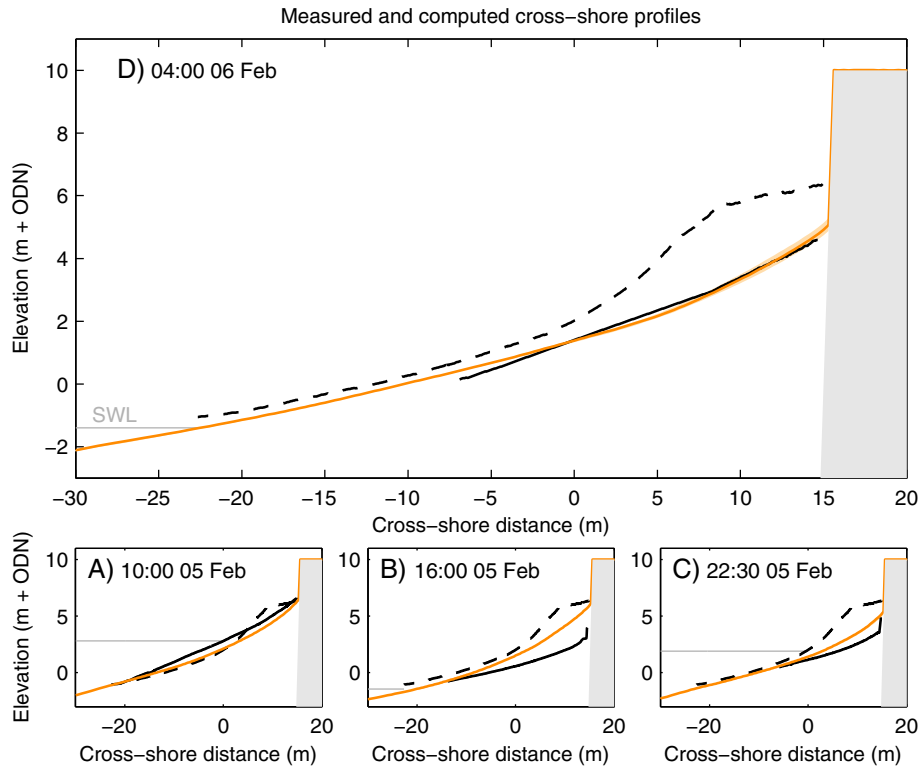 Measured and computed cross−shore profiles
D) 04:00 06 Feb
Elevation (m + ODN)
10
8
6
4
2
0
−2
SWL
−30 −25 −20 −15 −10 −5 0 5 10 15 20
Cross−shore distance (m)
A) 10:00 05 Feb
Elevation (m + ODN)
10
5
0
−20 0 20
Cross−shore distance (m)
B) 16:00 05 Feb
10
5
0
−20 0 20
Cross−shore distance (m)
C) 22:30 05 Feb
10
5
0
−20 0 20
Cross−shore distance (m)